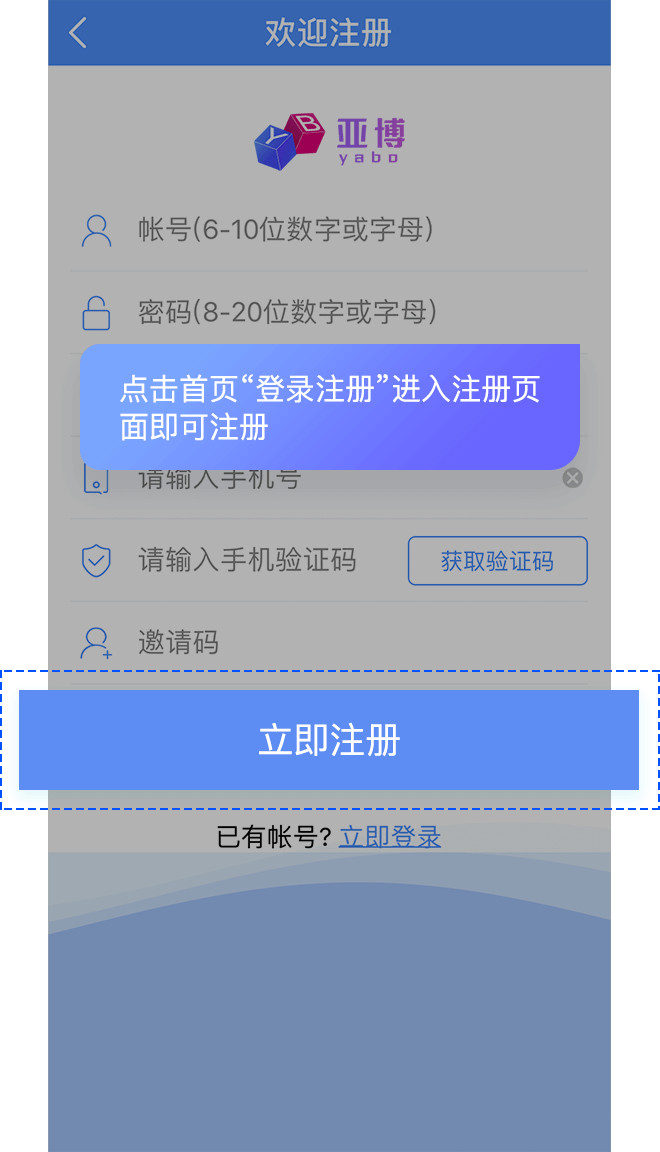 欢迎注册
YB
亚博
yabo
帐号(6-10位数字或字母)
密码(8-20位数字或字母)
点击首页“登录注册”进入注册页
面即可注册
请输入手机号
请输入手机验证码
获取验证码
邀请码
立即注册
已有帐号? 立即登录